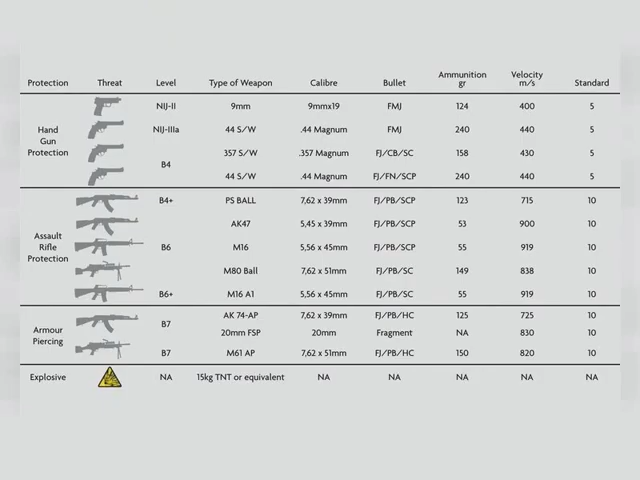 Protection Threat Level Type of Weapon Calibre Bullet Ammunition gr Velocity m/s Standard
Hand Gun Protection
NIJ-II 9mm 9mmx19 FMJ 124 400 5
NIJ-IIIa 44 S/W .44 Magnum FMJ 240 440 5
B4
357 S/W .357 Magnum FJ/CB/SC 158 430 5
44 S/W .44 Magnum FJ/FN/SCP 240 440 5
Assault Rifle Protection
B4+ PS BALL 7,62 x 39mm FJ/PB/SCP 123 715 10
AK47 5,45 x 39mm FJ/PB/SCP 53 900 10
B6 M16 5,56 x 45mm FJ/PB/SCP 55 919 10
M80 Ball 7,62 x 51mm FJ/PB/SC 149 838 10
B6+ M16 A1 5,56 x 45mm FJ/PB/SC 55 919 10
Armour Piercing
B7
AK 74-AP 7,62 x 39mm FJ/PB/HC 125 725 10
20mm FSP 20mm Fragment NA 830 10
B7 M61 AP 7,62 x 51mm FJ/PB/HC 150 820 10
Explosive NA 15kg TNT or equivalent NA NA NA NA NA